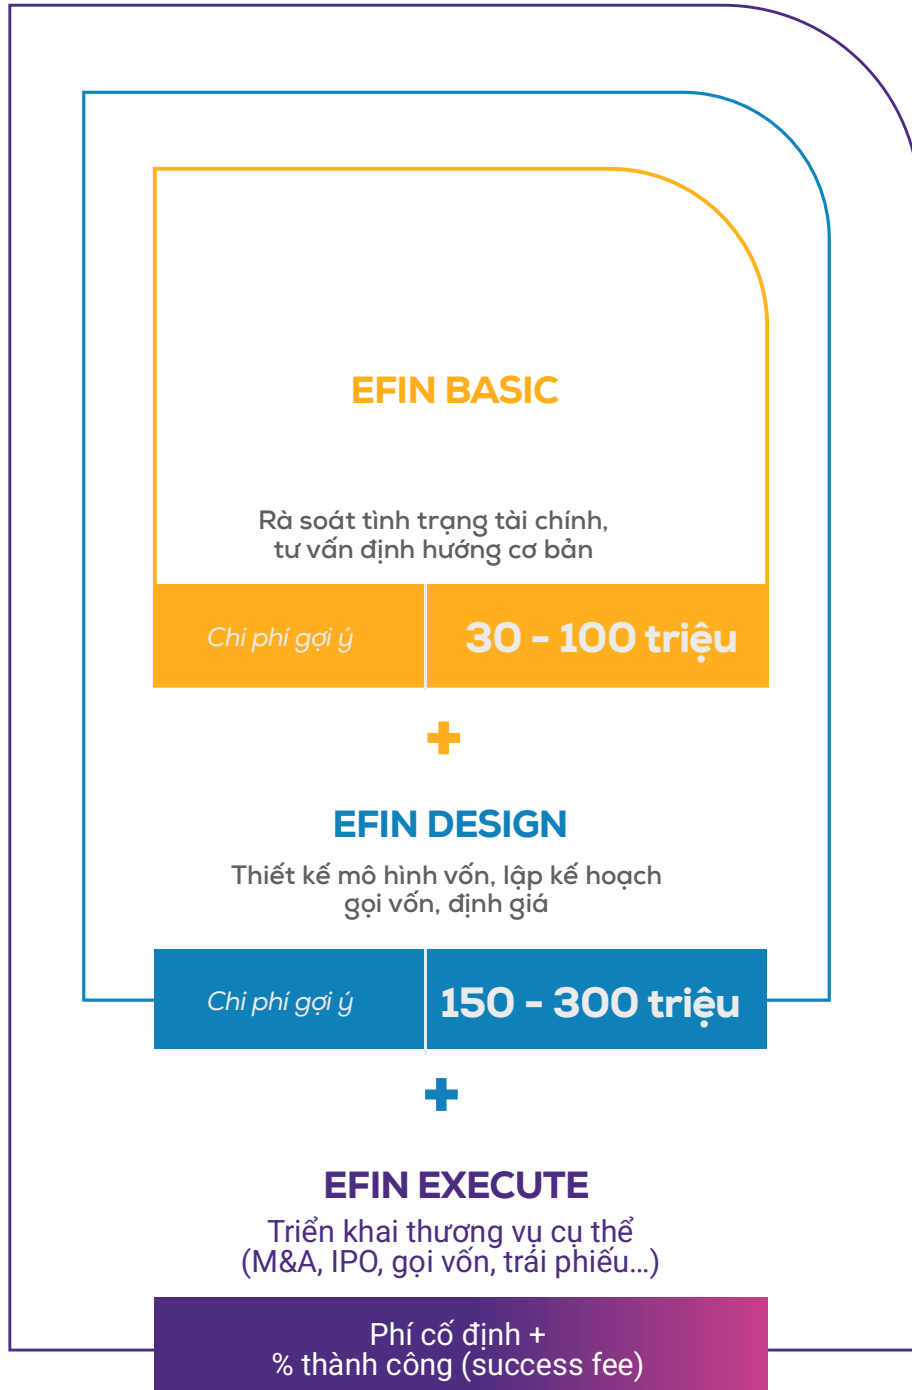 EFIN BASIC
Rà soát tình trạng tài chính,
tư vấn định hướng cơ bản
Chi phí gợi ý
30 - 100 triệu
+
EFIN DESIGN
Thiết kế mô hình vốn, lập kế hoạch
gọi vốn, định giá
Chi phí gợi ý
150 - 300 triệu
+
EFIN EXECUTE
Triển khai thương vụ cụ thể
(M&A, IPO, gọi vốn, trái phiếu...)
Phí cố định +
% thành công (success fee)